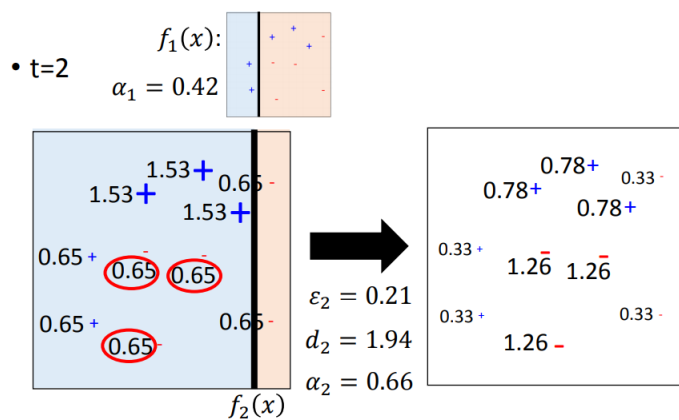 f₁(x):
• t=2
α₁ = 0.42
1.53 +
1.53 +
0.65 -
1.53 +
0.65 +
0.65 -
0.65 -
0.65 +
0.65 -
0.65 -
f₂(x)
ε₂ = 0.21
d₂ = 1.94
α₂ = 0.66
0.78 +
0.33 -
0.78 +
0.78 +
0.33 +
1.26 -
1.26 -
0.33 +
0.33 -
1.26 -